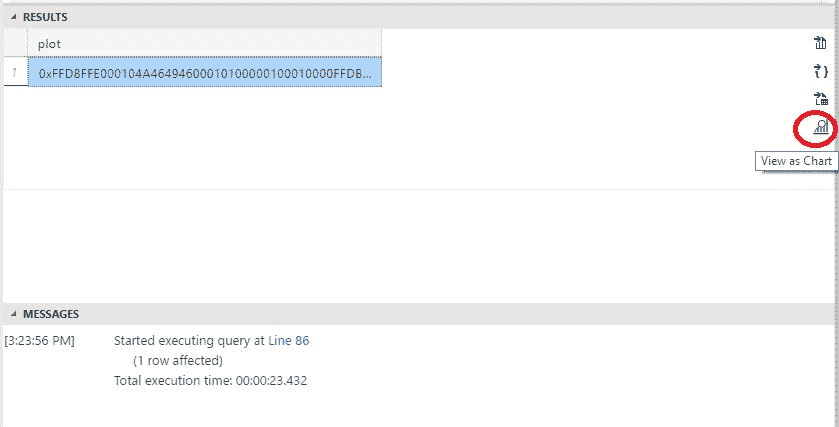 RESULTS
plot
1 0xFFD8FFE000104A46494600010100000100010000FFDB...
View as Chart
MESSAGES
[3:23:56 PM] Started executing query at Line 86
(1 row affected)
Total execution time: 00:00:23.432